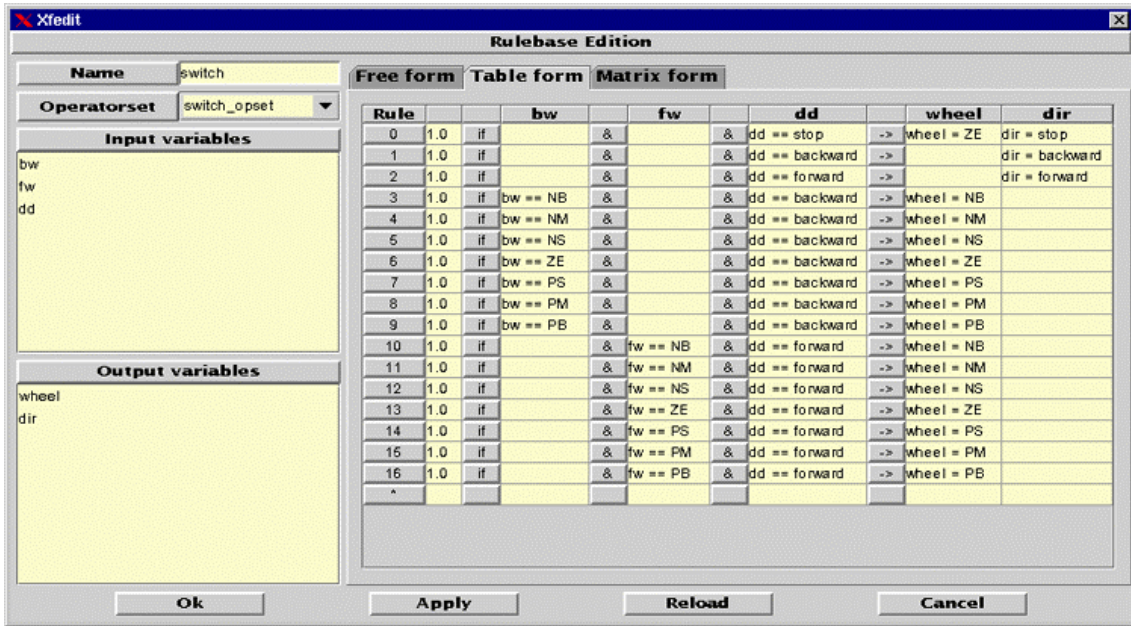 Xfedit
Rulebase Edition
Name switch
Operatorset switch_opset
Input variables
bw
fw
dd
Output variables
wheel
dir
Free form Table form Matrix form
Rule bw fw dd wheel dir
0 1.0 if & & dd == stop -> wheel = ZE dir = stop
1 1.0 if & & dd == backward -> dir = backward
2 1.0 if & & dd == forward -> dir = forward
3 1.0 if bw == NB & & dd == backward -> wheel = NB
4 1.0 if bw == NM & & dd == backward -> wheel = NM
5 1.0 if bw == NS & & dd == backward -> wheel = NS
6 1.0 if bw == ZE & & dd == backward -> wheel = ZE
7 1.0 if bw == PS & & dd == backward -> wheel = PS
8 1.0 if bw == PM & & dd == backward -> wheel = PM
9 1.0 if bw == PB & & dd == backward -> wheel = PB
10 1.0 if & fw == NB & dd == forward -> wheel = NB
11 1.0 if & fw == NM & dd == forward -> wheel = NM
12 1.0 if & fw == NS & dd == forward -> wheel = NS
13 1.0 if & fw == ZE & dd == forward -> wheel = ZE
14 1.0 if & fw == PS & dd == forward -> wheel = PS
15 1.0 if & fw == PM & dd == forward -> wheel = PM
16 1.0 if & fw == PB & dd == forward -> wheel = PB
*
Ok Apply Reload Cancel